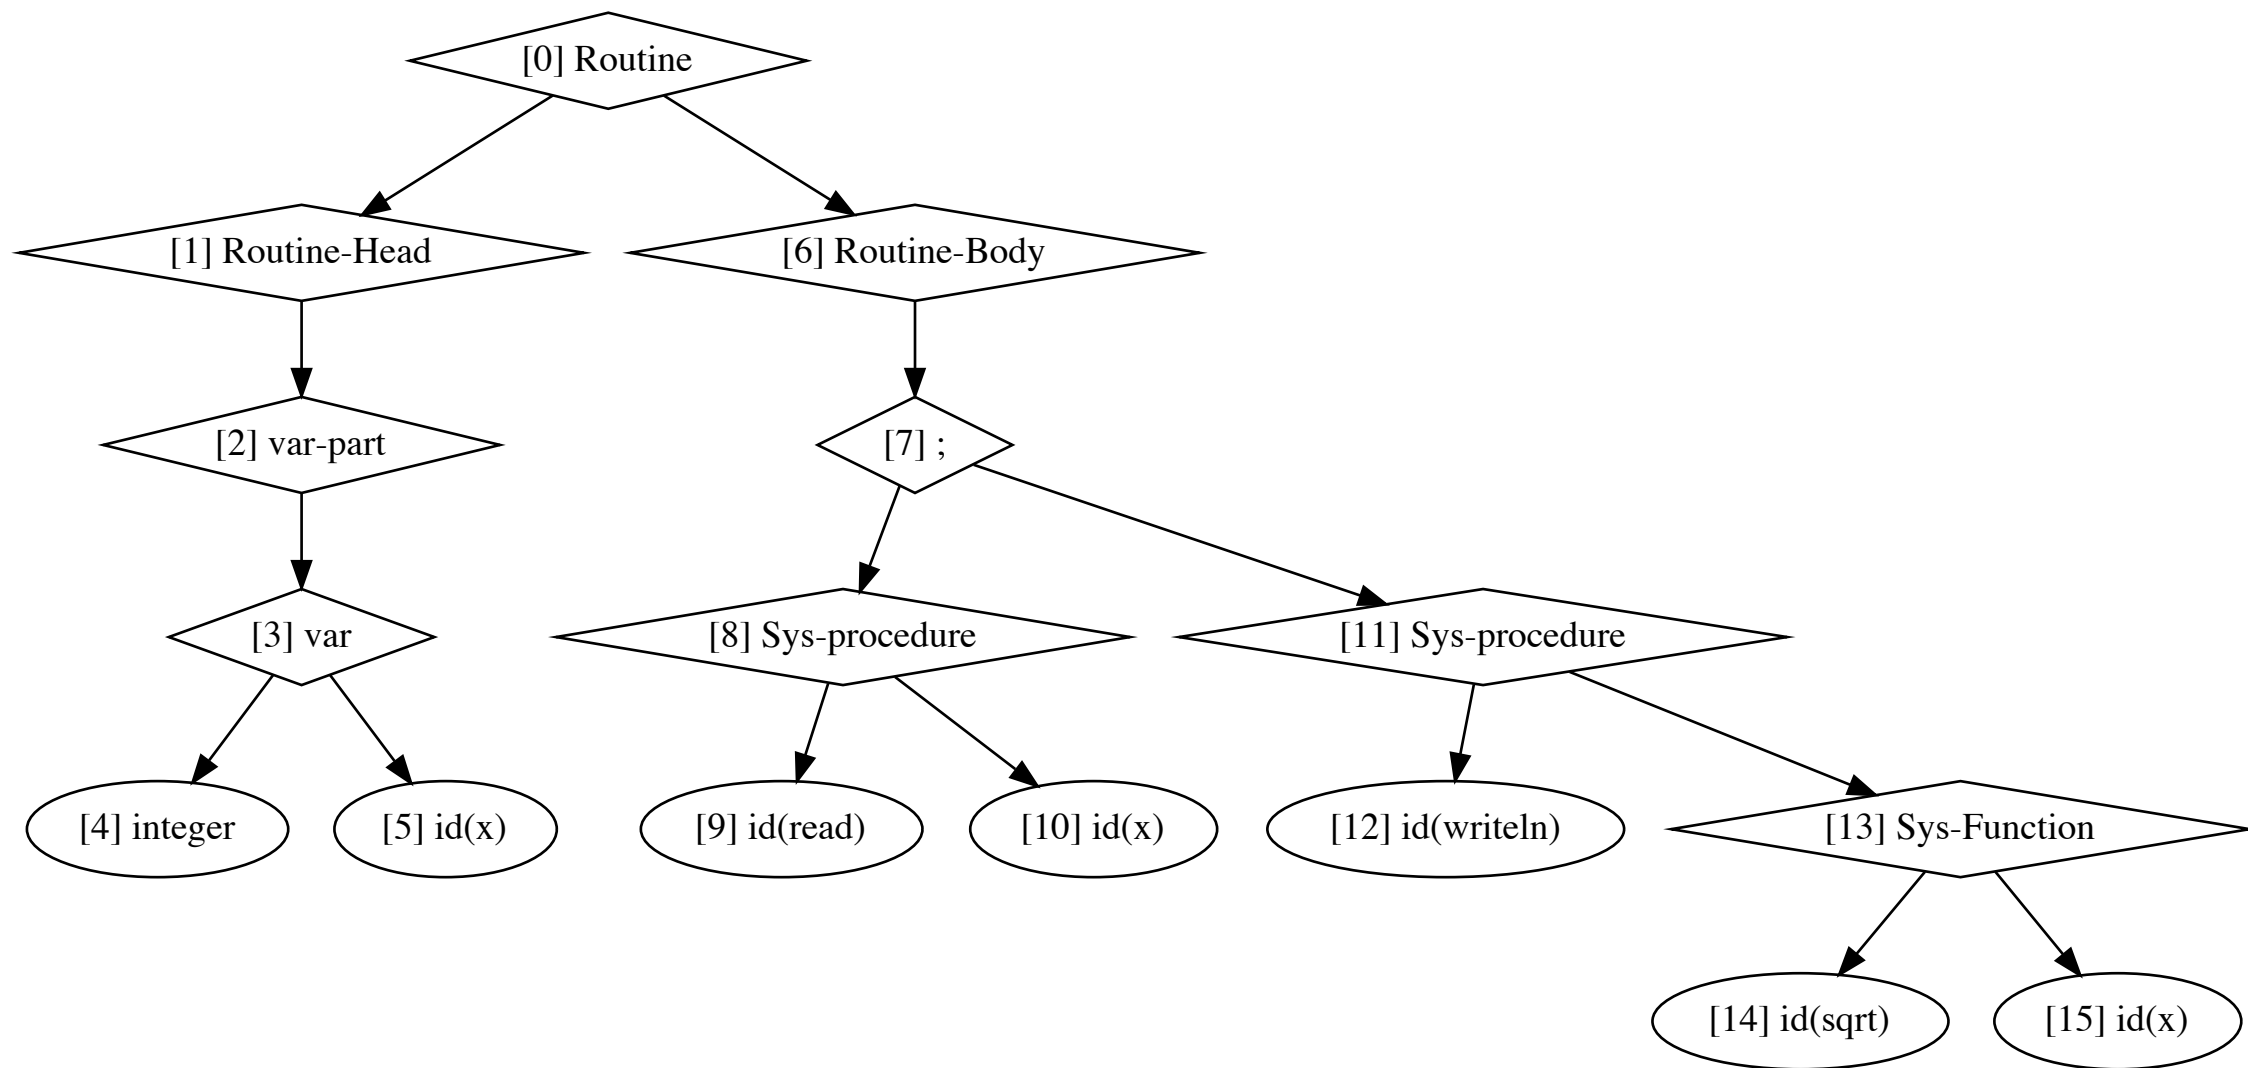 [0] Routine
[1] Routine-Head
[6] Routine-Body
[2] var-part
[7] ;
[3] var
[8] Sys-procedure
[11] Sys-procedure
[4] integer
[5] id(x)
[9] id(read)
[10] id(x)
[12] id(writeln)
[13] Sys-Function
[14] id(sqrt)
[15] id(x)